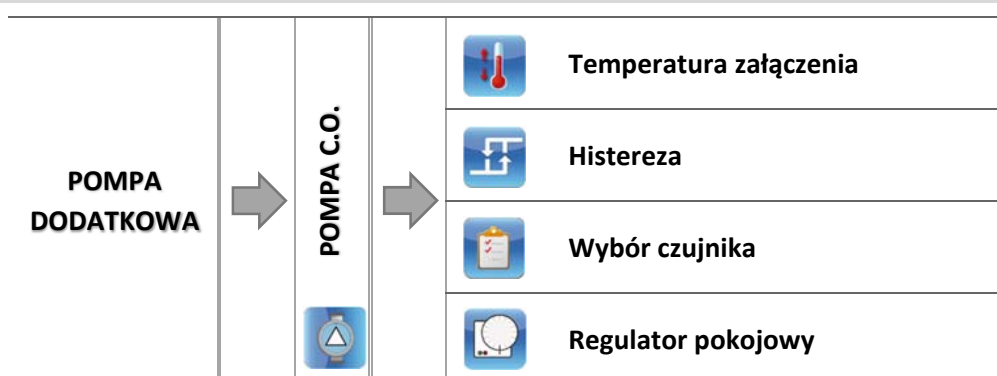 POMPA
DODATKOWA
POMPA C.O.
Temperatura załączenia
Histereza
Wybór czujnika
Regulator pokojowy